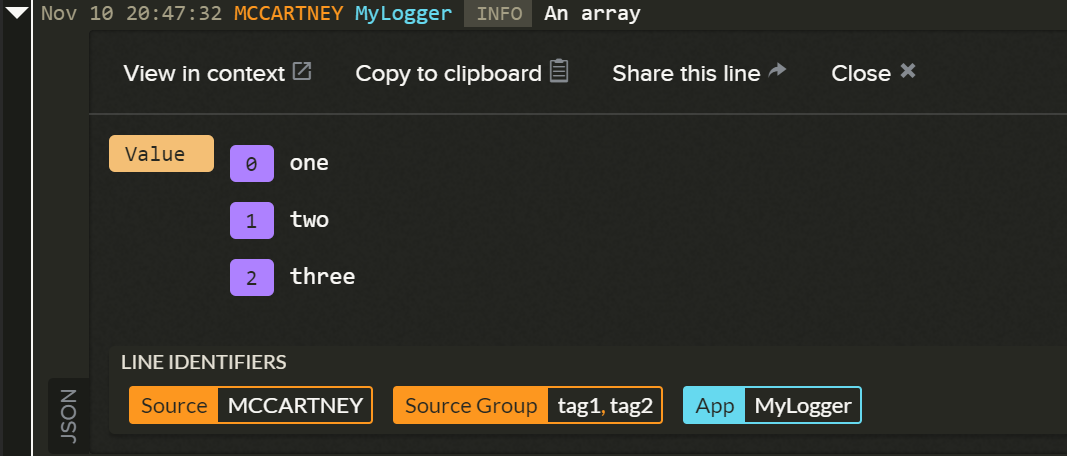 Nov 10 20:47:32 MCCARTNEY MyLogger INFO An array
View in context Copy to clipboard Share this line Close
Value 0 one
1 two
2 three
LINE IDENTIFIERS
JSON
Source MCCARTNEY Source Group tag1, tag2 App MyLogger